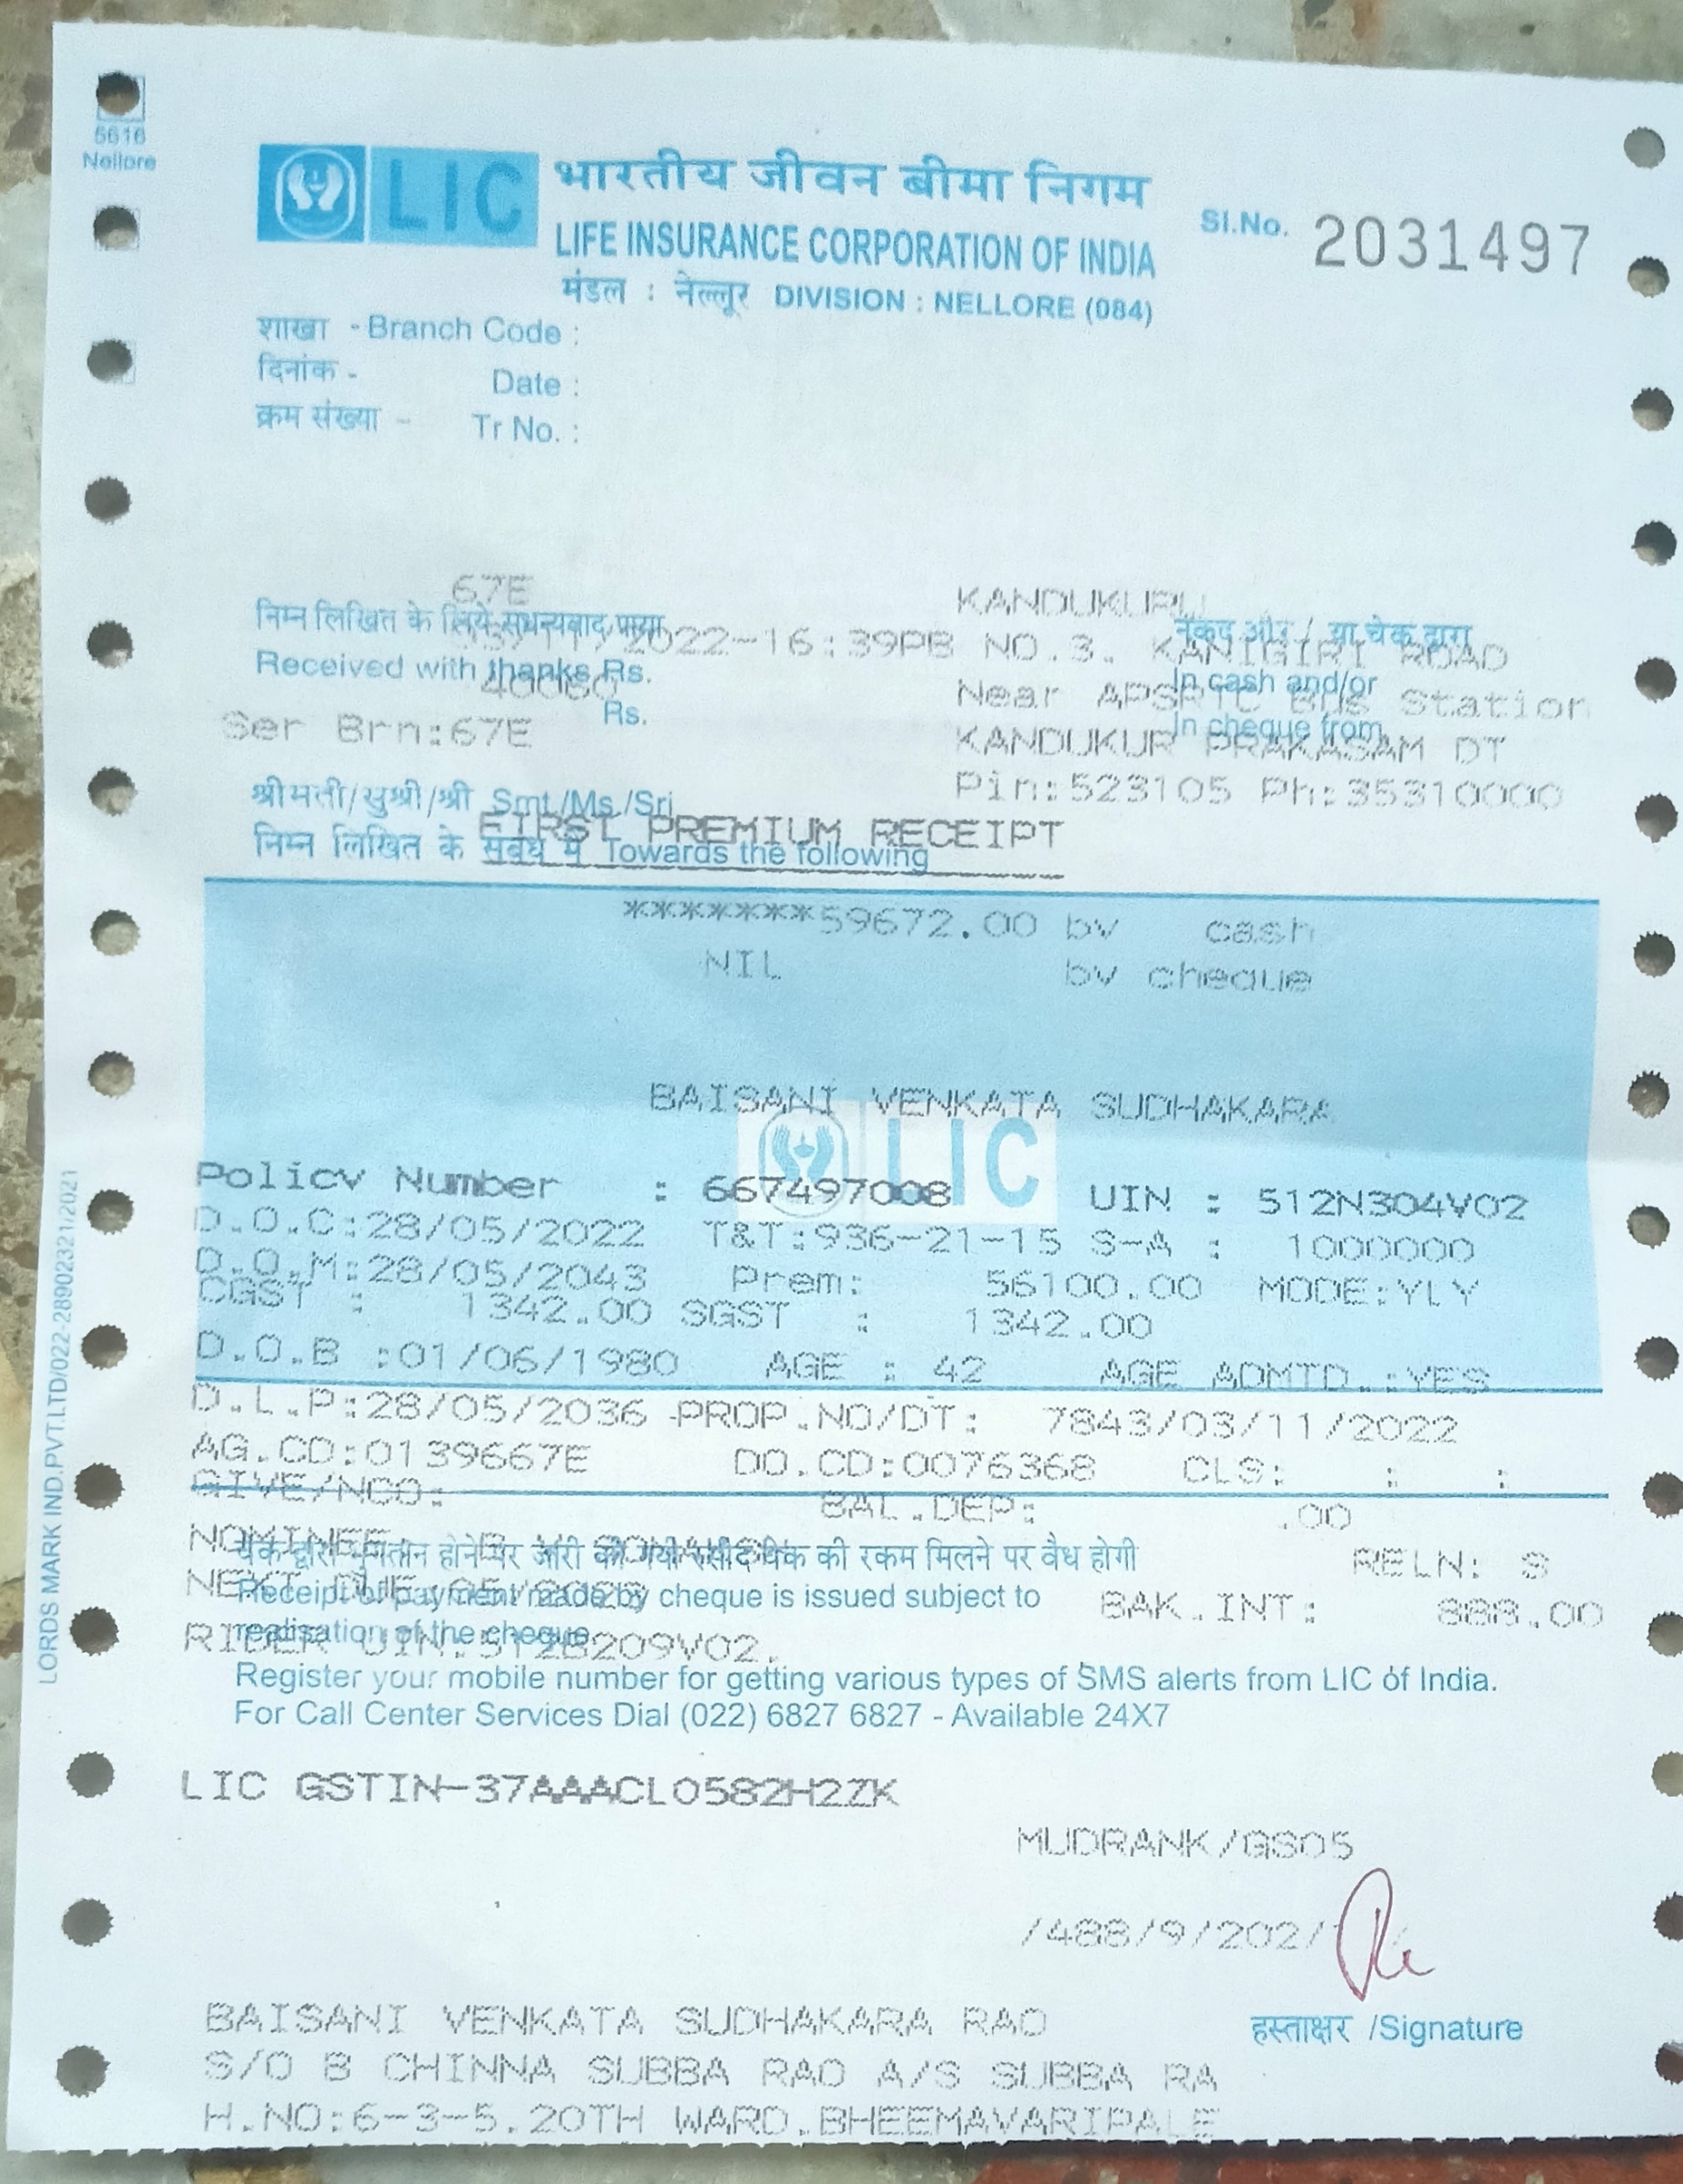 5616
Nellore
LIC
भारतीय जीवन बीमा निगम
LIFE INSURANCE CORPORATION OF INDIA
मंडल : नेल्लूर DIVISION : NELLORE (084)
Sl.No. 2031497
शाखा - Branch Code :
दिनांक - Date :
क्रम संख्या - Tr No. :
67E
KANDUKURU
निम्न लिखित के लिये सधन्यवाद पाया
नकद और / या चेक द्वारा
/11/2022-16:39PB NO.3. KANIGIRI ROAD
Received with thanks Rs.
In cash and/or
40060
Near APSRTC Bus Station
Rs.
In cheque from
Ser Brn:67E
KANDUKUR PRAKASAM DT
Pin:523105 Ph:35310000
श्रीमती/सुश्री/श्री Smt./Ms./Sri
FIRST PREMIUM RECEIPT
निम्न लिखित के संबंध में Towards the following
*******59672.00 by cash
NIL by cheque
BAISANI VENKATA SUDHAKARA
LIC
Policy Number : 667497008 UIN : 512N304V02
D.O.C:28/05/2022 T&T:936-21-15 S-A : 1000000
D.O.M:28/05/2043 Prem: 56100.00 MODE:YLY
CGST : 1342.00 SGST : 1342.00
D.O.B :01/06/1980 AGE : 42 AGE ADMTD.:YES
D.L.P:28/05/2036 PROP.NO/DT: 7843/03/11/2022
AG.CD:0139667E DO.CD:0076368 CLS: : :
GIVE/NCO: BAL.DEP: .00
NOMINEE: RELN: S
चेक द्वारा भुगतान होने पर जारी की गयी रसीद चेक की रकम मिलने पर वैध होगी
NEXT DUE: BAK.INT: 888.00
Receipt of payment made by cheque is issued subject to
realisation of the cheque
RIDER UIN:512B209V02.
Register your mobile number for getting various types of SMS alerts from LIC of India.
For Call Center Services Dial (022) 6827 6827 - Available 24X7
LIC GSTIN-37AAACL0582H2ZK
MUDRANK/GS05
/488/9/202/
हस्ताक्षर /Signature
BAISANI VENKATA SUDHAKARA RAO
S/O B CHINNA SUBBA RAO A/S SUBBA RA
H.NO:6-3-5.20TH WARD.BHEEMAVARIPALE
LORDS MARK IND.PVT.LTD/022-28902321/2021